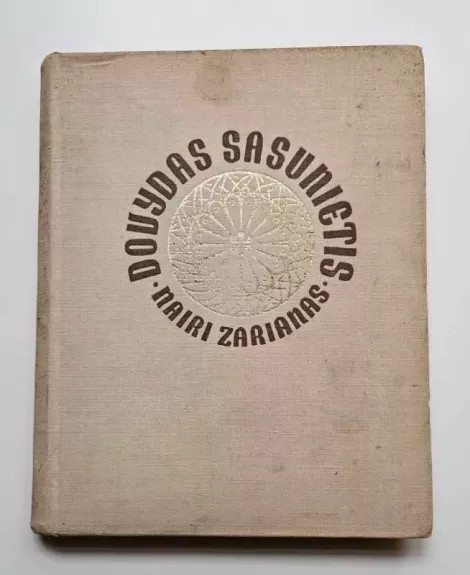 DOVYDAS SASUNIETIS
· NAIRI ZARIANAS ·